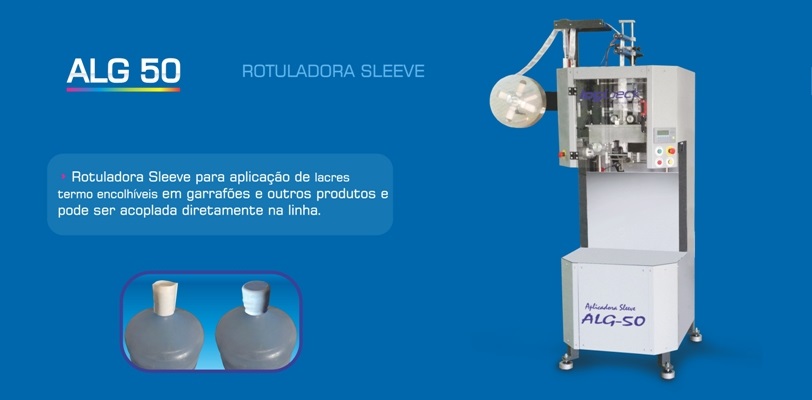 ALG 50
ROTULADORA SLEEVE
Rotuladora Sleeve para aplicação de lacres
termo encolhíveis em garrafões e outros produtos e
pode ser acoplada diretamente na linha.
Aplicadora Sleeve
ALG-50